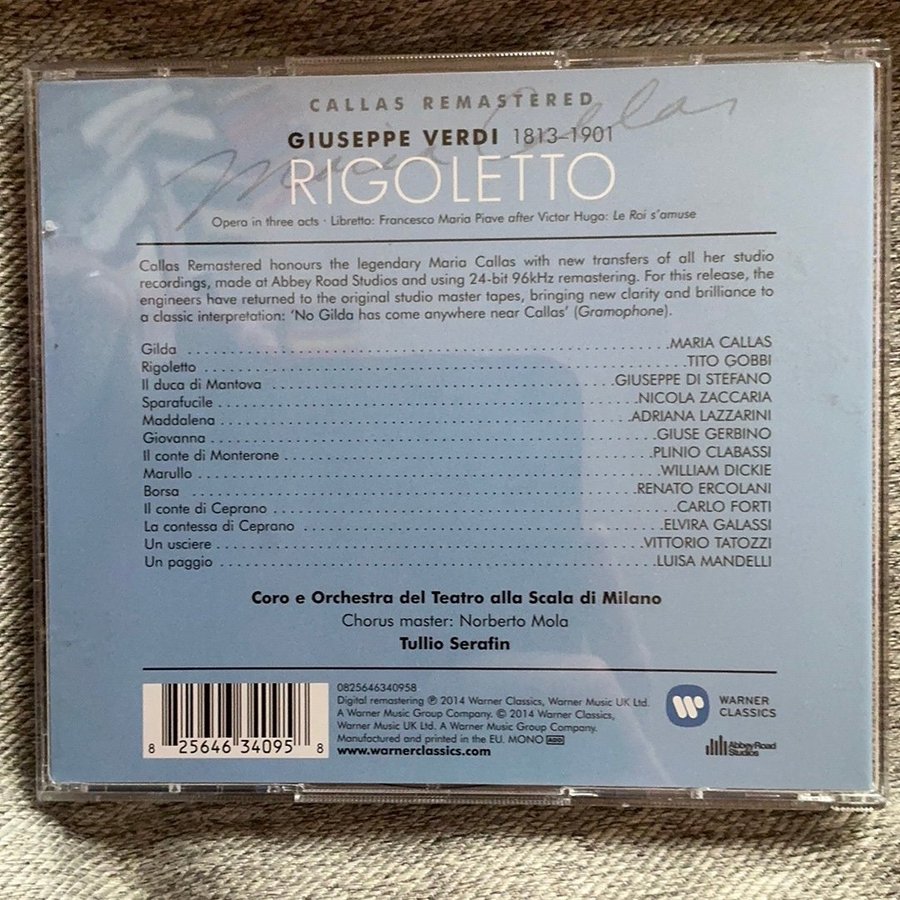 CALLAS REMASTERED
Maria Callas
GIUSEPPE VERDI 1813–1901
RIGOLETTO
Opera in three acts · Libretto: Francesco Maria Piave after Victor Hugo: Le Roi s'amuse
Callas Remastered honours the legendary Maria Callas with new transfers of all her studio
recordings, made at Abbey Road Studios and using 24-bit 96kHz remastering. For this release, the
engineers have returned to the original studio master tapes, bringing new clarity and brilliance to
a classic interpretation: 'No Gilda has come anywhere near Callas' (Gramophone).
Gilda ........ MARIA CALLAS
Rigoletto ........ TITO GOBBI
Il duca di Mantova ........ GIUSEPPE DI STEFANO
Sparafucile ........ NICOLA ZACCARIA
Maddalena ........ ADRIANA LAZZARINI
Giovanna ........ GIUSE GERBINO
Il conte di Monterone ........ PLINIO CLABASSI
Marullo ........ WILLIAM DICKIE
Borsa ........ RENATO ERCOLANI
Il conte di Ceprano ........ CARLO FORTI
La contessa di Ceprano ........ ELVIRA GALASSI
Un usciere ........ VITTORIO TATOZZI
Un paggio ........ LUISA MANDELLI
Coro e Orchestra del Teatro alla Scala di Milano
Chorus master: Norberto Mola
Tullio Serafin
8 25646 34095 8
0825646340958
Digital remastering ℗ 2014 Warner Classics, Warner Music UK Ltd.
A Warner Music Group Company. © 2014 Warner Classics,
Warner Music UK Ltd. A Warner Music Group Company.
Manufactured and printed in the EU. MONO ADD
www.warnerclassics.com
WARNER
CLASSICS
Abbey Road
Studios